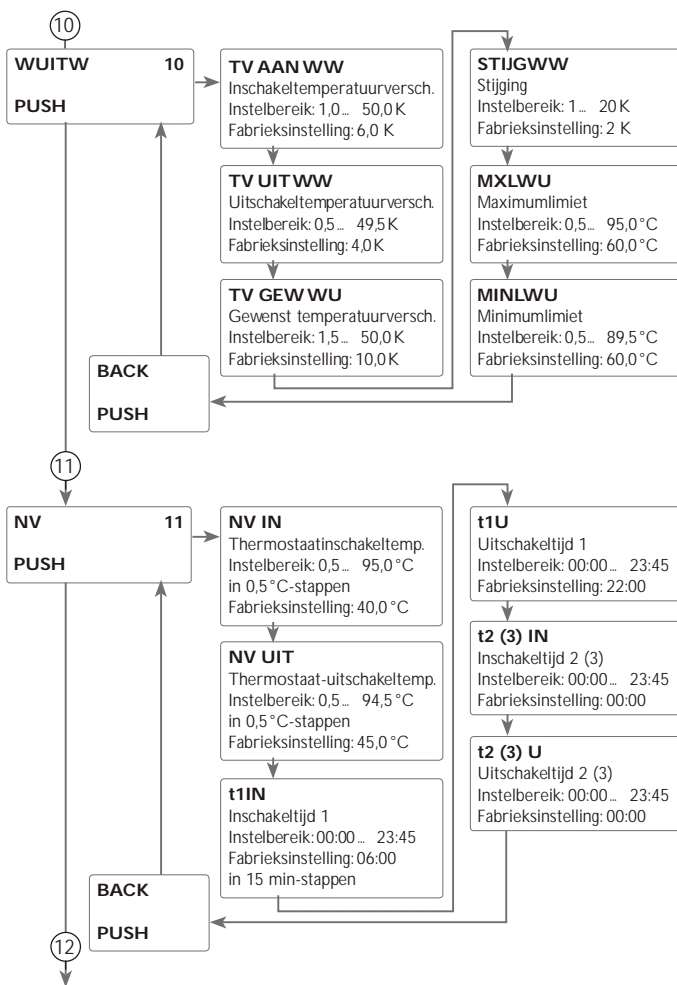 10
WUITW 10
PUSH
TV AAN WW
Inschakeltemperatuurversch.
Instelbereik: 1,0... 50,0 K
Fabrieksinstelling: 6,0 K
TV UIT WW
Uitschakeltemperatuurversch.
Instelbereik: 0,5... 49,5 K
Fabrieksinstelling: 4,0 K
TV GEW WU
Gewenst temperatuurversch.
Instelbereik: 1,5... 50,0 K
Fabrieksinstelling: 10,0 K
STIJGWW
Stijging
Instelbereik: 1... 20 K
Fabrieksinstelling: 2 K
MXLWU
Maximumlimiet
Instelbereik: 0,5... 95,0 °C
Fabrieksinstelling: 60,0 °C
MINLWU
Minimumlimiet
Instelbereik: 0,5... 89,5 °C
Fabrieksinstelling: 60,0 °C
BACK
PUSH
11
NV 11
PUSH
NV IN
Thermostaatinschakeltemp.
Instelbereik: 0,5... 95,0 °C
in 0,5 °C-stappen
Fabrieksinstelling: 40,0 °C
NV UIT
Thermostaat-uitschakeltemp.
Instelbereik: 0,5... 94,5 °C
in 0,5 °C-stappen
Fabrieksinstelling: 45,0 °C
t1IN
Inschakeltijd 1
Instelbereik: 00:00... 23:45
Fabrieksinstelling: 06:00
in 15 min-stappen
t1U
Uitschakeltijd 1
Instelbereik: 00:00... 23:45
Fabrieksinstelling: 22:00
t2 (3) IN
Inschakeltijd 2 (3)
Instelbereik: 00:00... 23:45
Fabrieksinstelling: 00:00
t2 (3) U
Uitschakeltijd 2 (3)
Instelbereik: 00:00... 23:45
Fabrieksinstelling: 00:00
BACK
PUSH
12